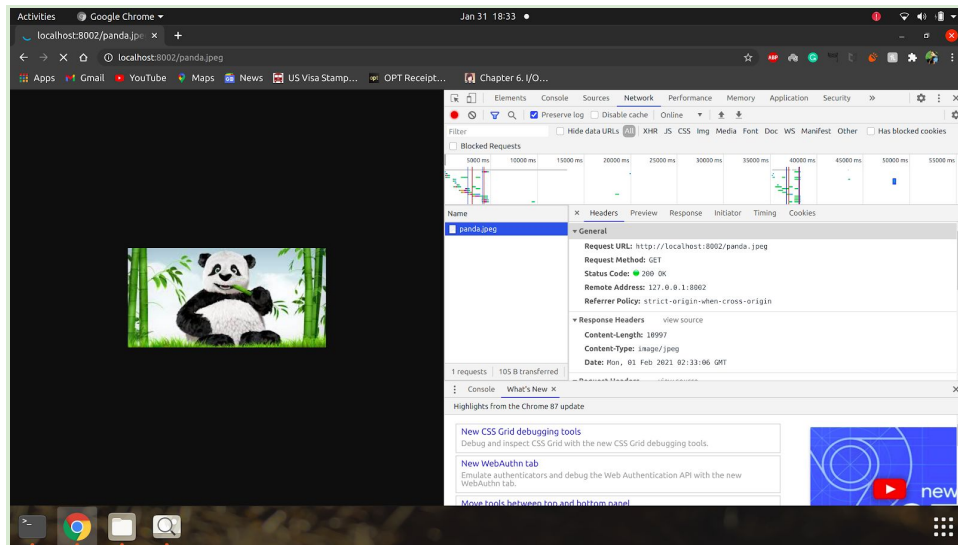 Activities Google Chrome Jan 31 18:33
localhost:8002/panda.jpe × +
localhost:8002/panda.jpeg
Apps Gmail YouTube Maps News US Visa Stamp... OPT Receipt... Chapter 6. I/O...
Elements Console Sources Network Performance Memory Application Security »
Preserve log Disable cache Online
Filter Hide data URLs All XHR JS CSS Img Media Font Doc WS Manifest Other Has blocked cookies
Blocked Requests
5000 ms 10000 ms 15000 ms 20000 ms 25000 ms 30000 ms 35000 ms 40000 ms 45000 ms 50000 ms 55000 ms
Name × Headers Preview Response Initiator Timing Cookies
panda.jpeg
General
Request URL: http://localhost:8002/panda.jpeg
Request Method: GET
Status Code: 200 OK
Remote Address: 127.0.0.1:8002
Referrer Policy: strict-origin-when-cross-origin
Response Headers view source
Content-Length: 10997
Content-Type: image/jpeg
Date: Mon, 01 Feb 2021 02:33:06 GMT
1 requests 105 B transferred
Console What's New ×
Highlights from the Chrome 87 update
New CSS Grid debugging tools
Debug and inspect CSS Grid with the new CSS Grid debugging tools.
New WebAuthn tab
Emulate authenticators and debug the Web Authentication API with the new
WebAuthn tab.
Move tools between top and bottom panel
new